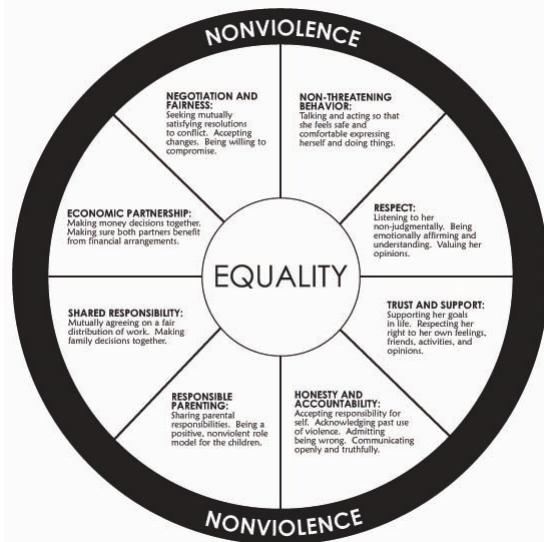 NONVIOLENCE
NEGOTIATION AND
FAIRNESS:
Seeking mutually
satisfying resolutions
to conflict.  Accepting
changes.  Being willing to
compromise.
NON-THREATENING
BEHAVIOR:
Talking and acting so that
she feels safe and
comfortable expressing
herself and doing things.
ECONOMIC PARTNERSHIP:
Making money decisions together.
Making sure both partners benefit
from financial arrangements.
RESPECT:
Listening to her
non-judgmentally.  Being
emotionally affirming and
understanding.  Valuing her
opinions.
EQUALITY
SHARED RESPONSIBILITY:
Mutually agreeing on a fair
distribution of work.  Making
family decisions together.
TRUST AND SUPPORT:
Supporting her goals
in life.  Respecting her
right to her own feelings,
friends, activities, and
opinions.
RESPONSIBLE
PARENTING:
Sharing parental
responsibilities.  Being a
positive, nonviolent role
model for the children.
HONESTY AND
ACCOUNTABILITY:
Accepting responsibility for
self.  Acknowledging past use
of violence.  Admitting
being wrong.  Communicating
openly and truthfully.
NONVIOLENCE